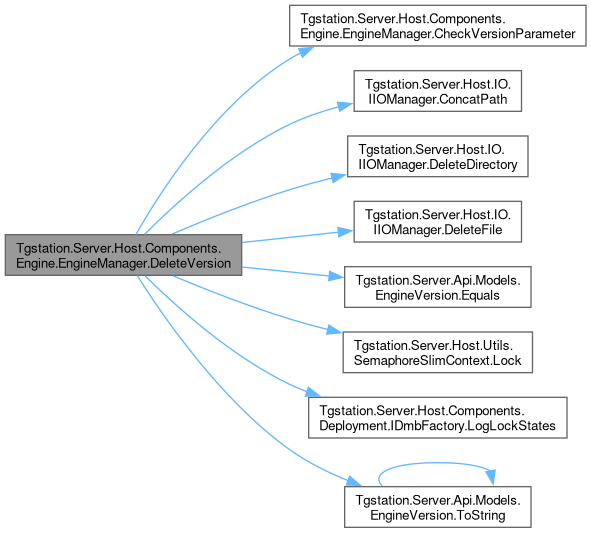 Tgstation.Server.Host.Components.
Engine.EngineManager.CheckVersionParameter
Tgstation.Server.Host.IO.
IIOManager.ConcatPath
Tgstation.Server.Host.IO.
IIOManager.DeleteDirectory
Tgstation.Server.Host.IO.
IIOManager.DeleteFile
Tgstation.Server.Host.Components.
Engine.EngineManager.DeleteVersion
Tgstation.Server.Api.Models.
EngineVersion.Equals
Tgstation.Server.Host.Utils.
SemaphoreSlimContext.Lock
Tgstation.Server.Host.Components.
Deployment.IDmbFactory.LogLockStates
Tgstation.Server.Api.Models.
EngineVersion.ToString